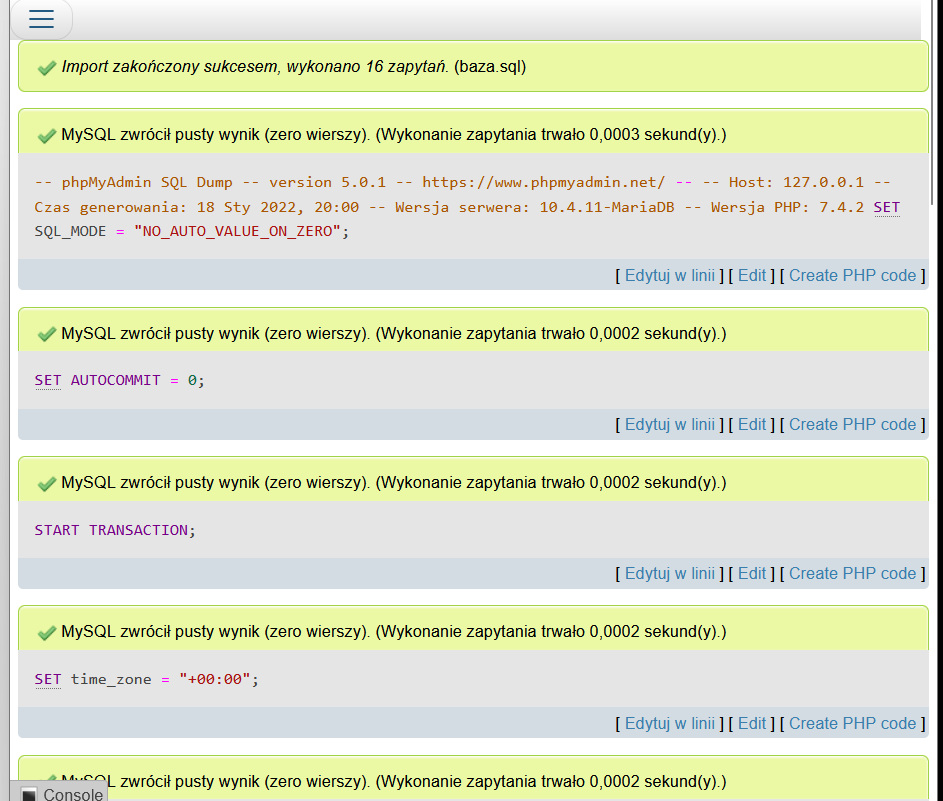 Import zakończony sukcesem, wykonano 16 zapytań. (baza.sql)
MySQL zwrócił pusty wynik (zero wierszy). (Wykonanie zapytania trwało 0,0003 sekund(y).)
-- phpMyAdmin SQL Dump -- version 5.0.1 -- https://www.phpmyadmin.net/ -- -- Host: 127.0.0.1 --
Czas generowania: 18 Sty 2022, 20:00 -- Wersja serwera: 10.4.11-MariaDB -- Wersja PHP: 7.4.2 SET
SQL_MODE = "NO_AUTO_VALUE_ON_ZERO";
[ Edytuj w linii ] [ Edit ] [ Create PHP code ]
MySQL zwrócił pusty wynik (zero wierszy). (Wykonanie zapytania trwało 0,0002 sekund(y).)
SET AUTOCOMMIT = 0;
[ Edytuj w linii ] [ Edit ] [ Create PHP code ]
MySQL zwrócił pusty wynik (zero wierszy). (Wykonanie zapytania trwało 0,0002 sekund(y).)
START TRANSACTION;
[ Edytuj w linii ] [ Edit ] [ Create PHP code ]
MySQL zwrócił pusty wynik (zero wierszy). (Wykonanie zapytania trwało 0,0002 sekund(y).)
SET time_zone = "+00:00";
[ Edytuj w linii ] [ Edit ] [ Create PHP code ]
MySQL zwrócił pusty wynik (zero wierszy). (Wykonanie zapytania trwało 0,0002 sekund(y).)
Console